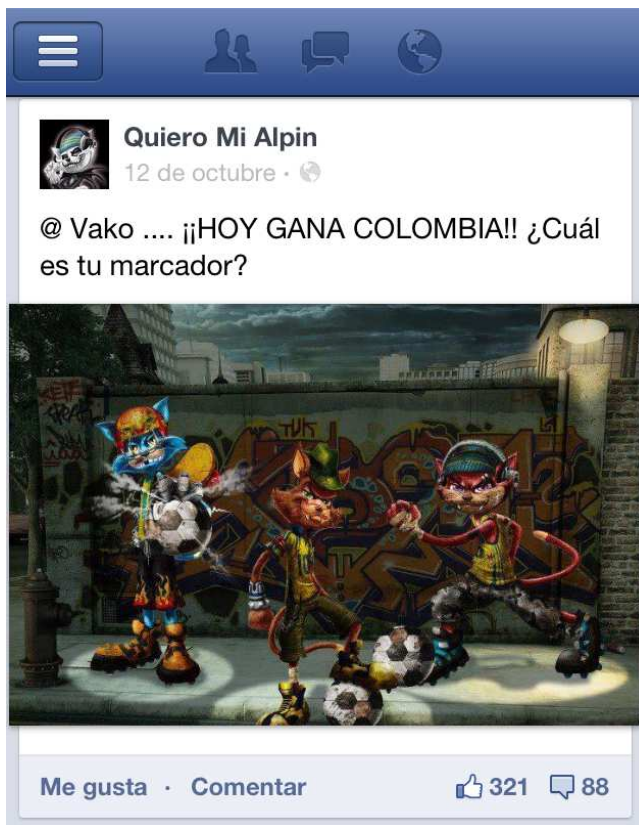 Quiero Mi Alpin
12 de octubre ·
@ Vako .... ¡¡HOY GANA COLOMBIA!! ¿Cuál
es tu marcador?
TUK
Me gusta · Comentar 321 88